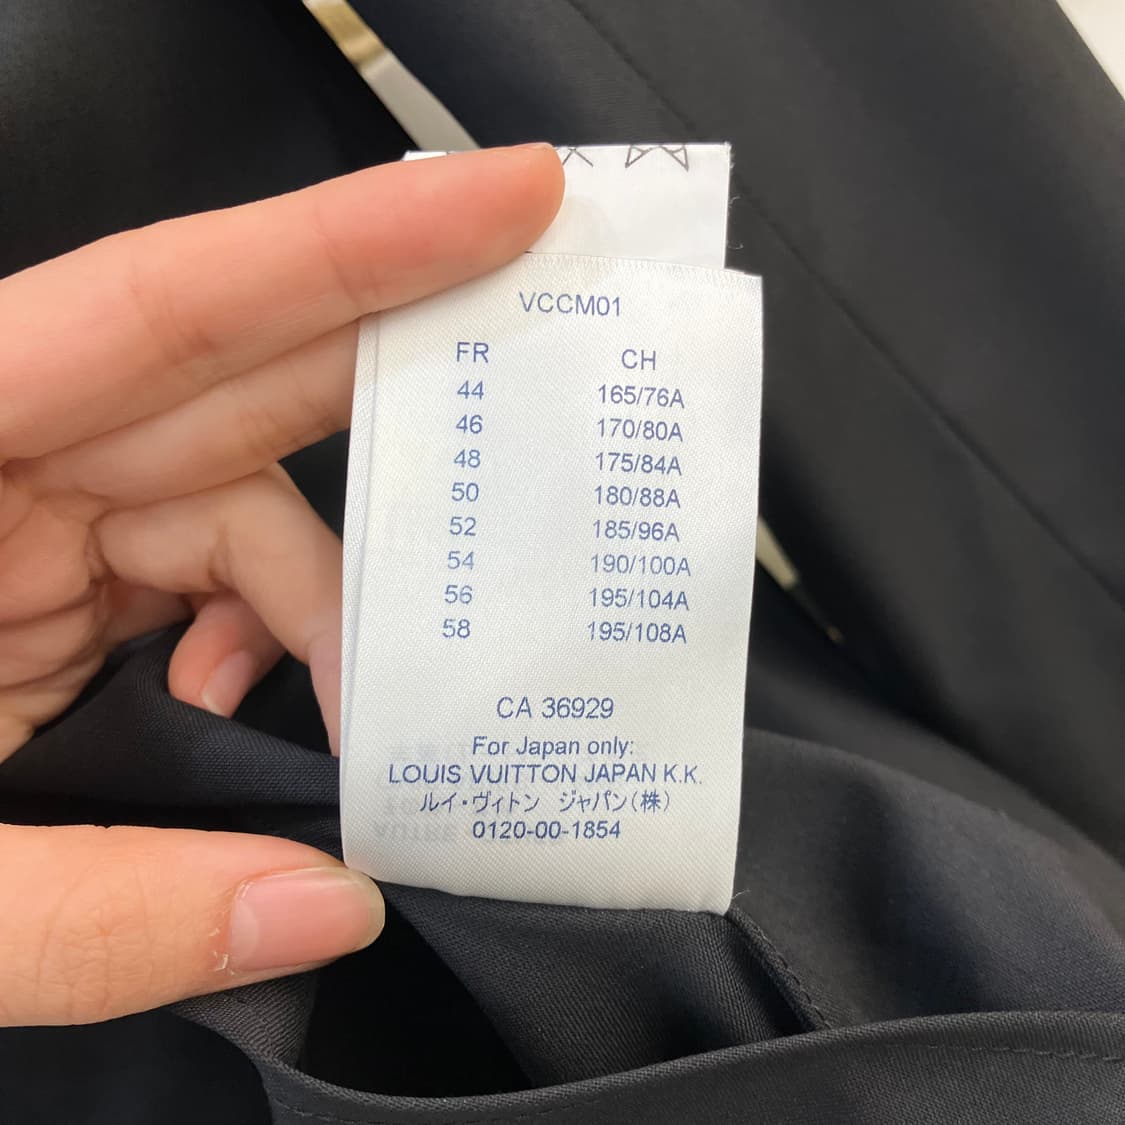 VCCM01
FR CH
44 165/76A
46 170/80A
48 175/84A
50 180/88A
52 185/96A
54 190/100A
56 195/104A
58 195/108A
CA 36929
For Japan only:
LOUIS VUITTON JAPAN K.K.
ルイ・ヴィトン ジャパン(株)
0120-00-1854